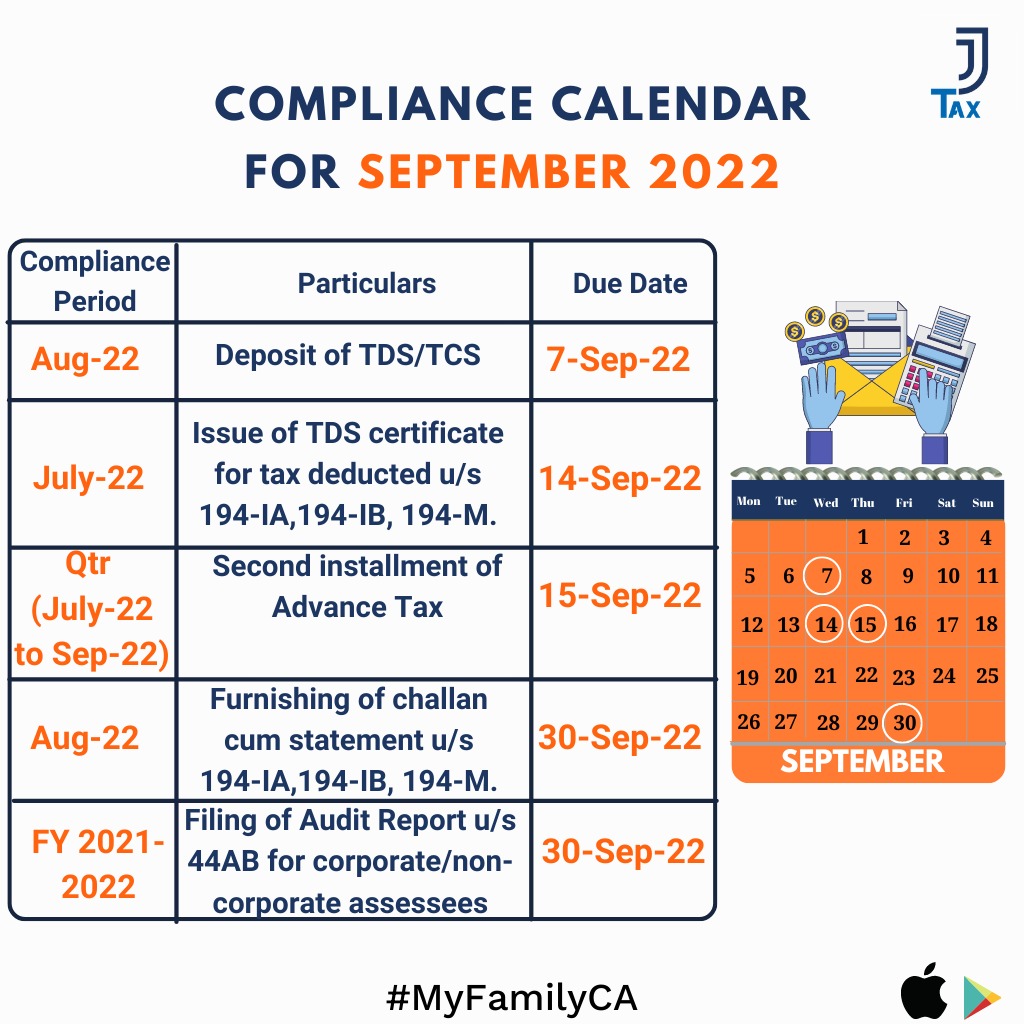 J
TAX
COMPLIANCE CALENDAR
FOR SEPTEMBER 2022
Compliance
Period
Particulars
Due Date
Aug-22
Deposit of TDS/TCS
7-Sep-22
July-22
Issue of TDS certificate
for tax deducted u/s
194-IA,194-IB, 194-M.
14-Sep-22
Qtr
(July-22
to Sep-22)
Second installment of
Advance Tax
15-Sep-22
Aug-22
Furnishing of challan
cum statement u/s
194-IA,194-IB, 194-M.
30-Sep-22
FY 2021-
2022
Filing of Audit Report u/s
44AB for corporate/non-
corporate assessees
30-Sep-22
$ $ $
$
Mon Tue Wed Thu Fri Sat Sun
1 2 3 4
5 6 7 8 9 10 11
12 13 14 15 16 17 18
19 20 21 22 23 24 25
26 27 28 29 30
SEPTEMBER
#MyFamilyCA